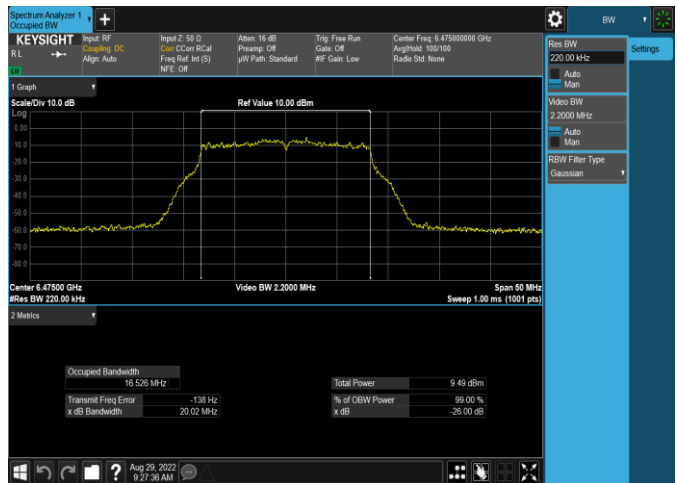 Spectrum Analyzer 1
Occupied BW
KEYSIGHT
R L
Input: RF
Coupling: DC
Align: Auto
Input Z: 50 Ω
Corr CCorr RCal
Freq Ref: Int (S)
NFE: Off
Atten: 16 dB
Preamp: Off
µW Path: Standard
Trig: Free Run
Gate: Off
#IF Gain: Low
Center Freq: 6.475000000 GHz
Avg|Hold: 100/100
Radio Std: None
1 Graph
Scale/Div 10.0 dB
Ref Value 10.00 dBm
Log
0.00
-10.0
-20.0
-30.0
-40.0
-50.0
-60.0
-70.0
-80.0
Center 6.47500 GHz
#Res BW 220.00 kHz
Video BW 2.2000 MHz
Span 50 MHz
Sweep 1.00 ms (1001 pts)
2 Metrics
Occupied Bandwidth
16.526 MHz
Transmit Freq Error -138 Hz
x dB Bandwidth 20.02 MHz
Total Power 9.49 dBm
% of OBW Power 99.00 %
x dB -26.00 dB
Aug 29, 2022
9:27:36 AM
BW
Res BW
220.00 kHz
Auto
Man
Video BW
2.2000 MHz
Auto
Man
RBW Filter Type
Gaussian
Settings